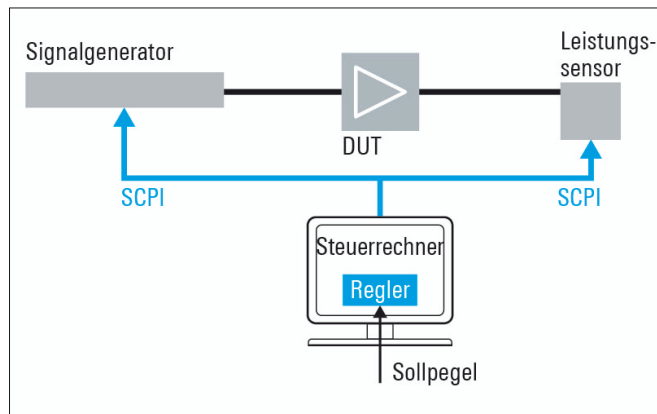 Signalgenerator
Leistungs-
sensor
DUT
SCPI
SCPI
Steuerrechner
Regler
Sollpegel